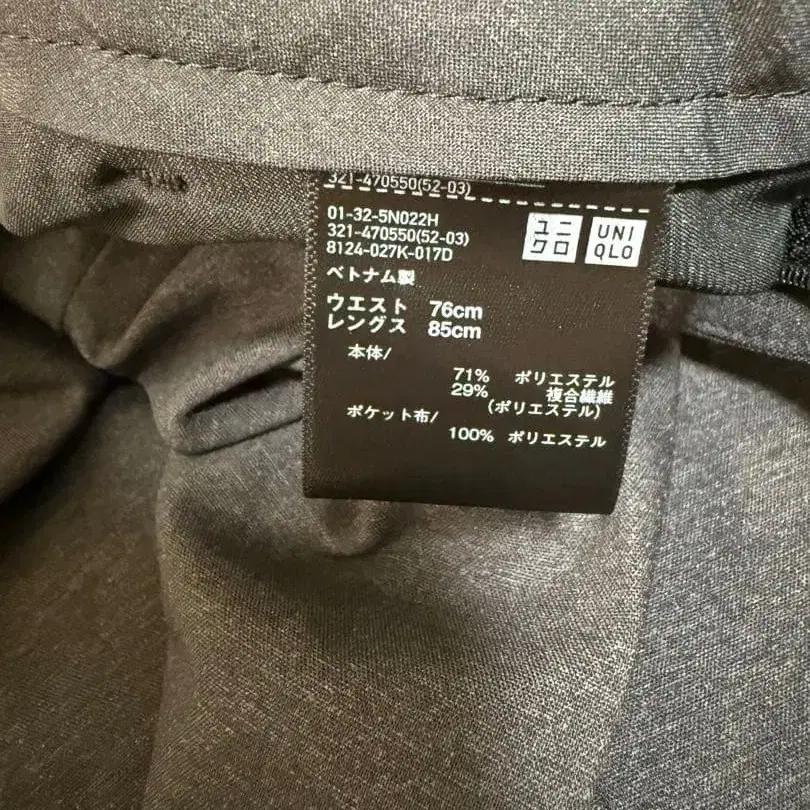 321-470550(52-03)
01-32-5N022H
321-470550(52-03)
8124-027K-017D
ユニクロ
UNIQLO
ベトナム製
ウエスト 76cm
レングス 85cm
本体/
71% ポリエステル
29% 複合繊維
(ポリエステル)
ポケット布/
100% ポリエステル